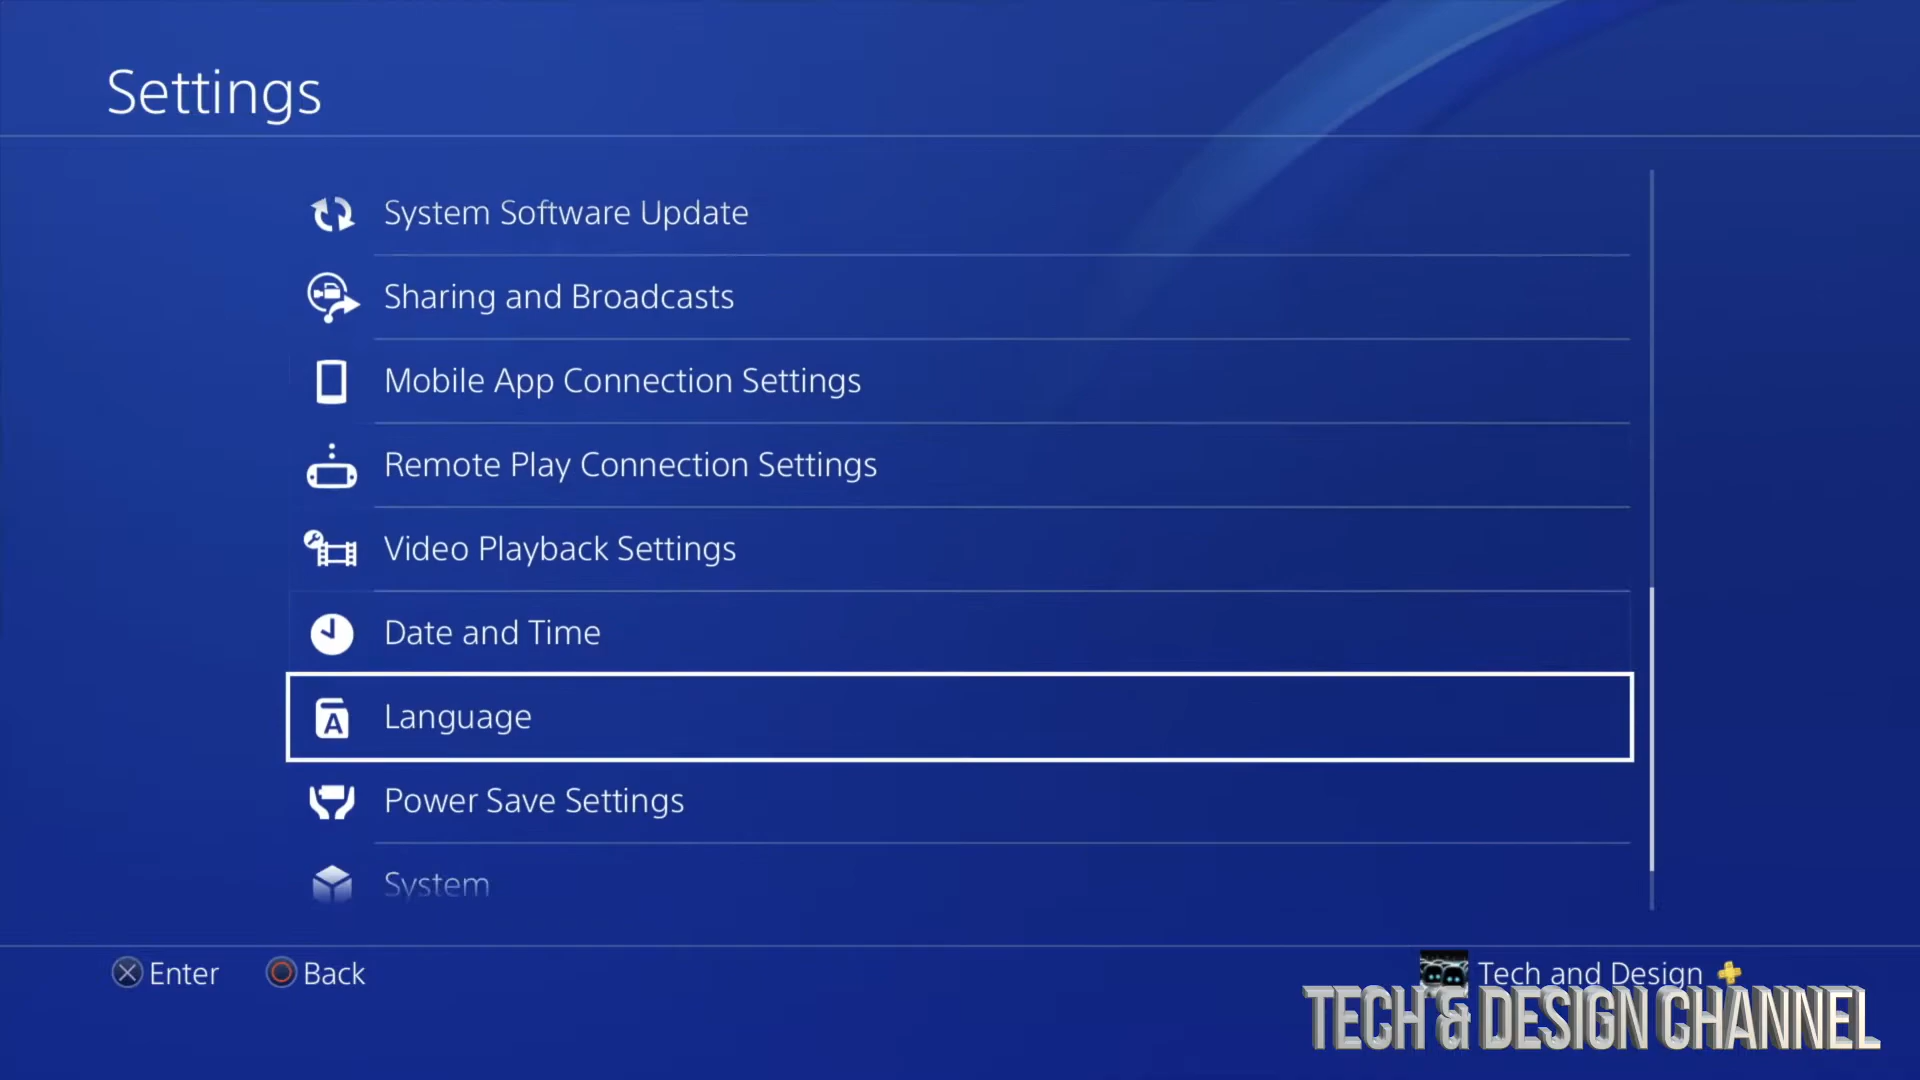 Settings
System Software Update
Sharing and Broadcasts
Mobile App Connection Settings
Remote Play Connection Settings
Video Playback Settings
Date and Time
Language
Power Save Settings
System
Enter Back
Tech and Design
TECH & DESIGN CHANNEL